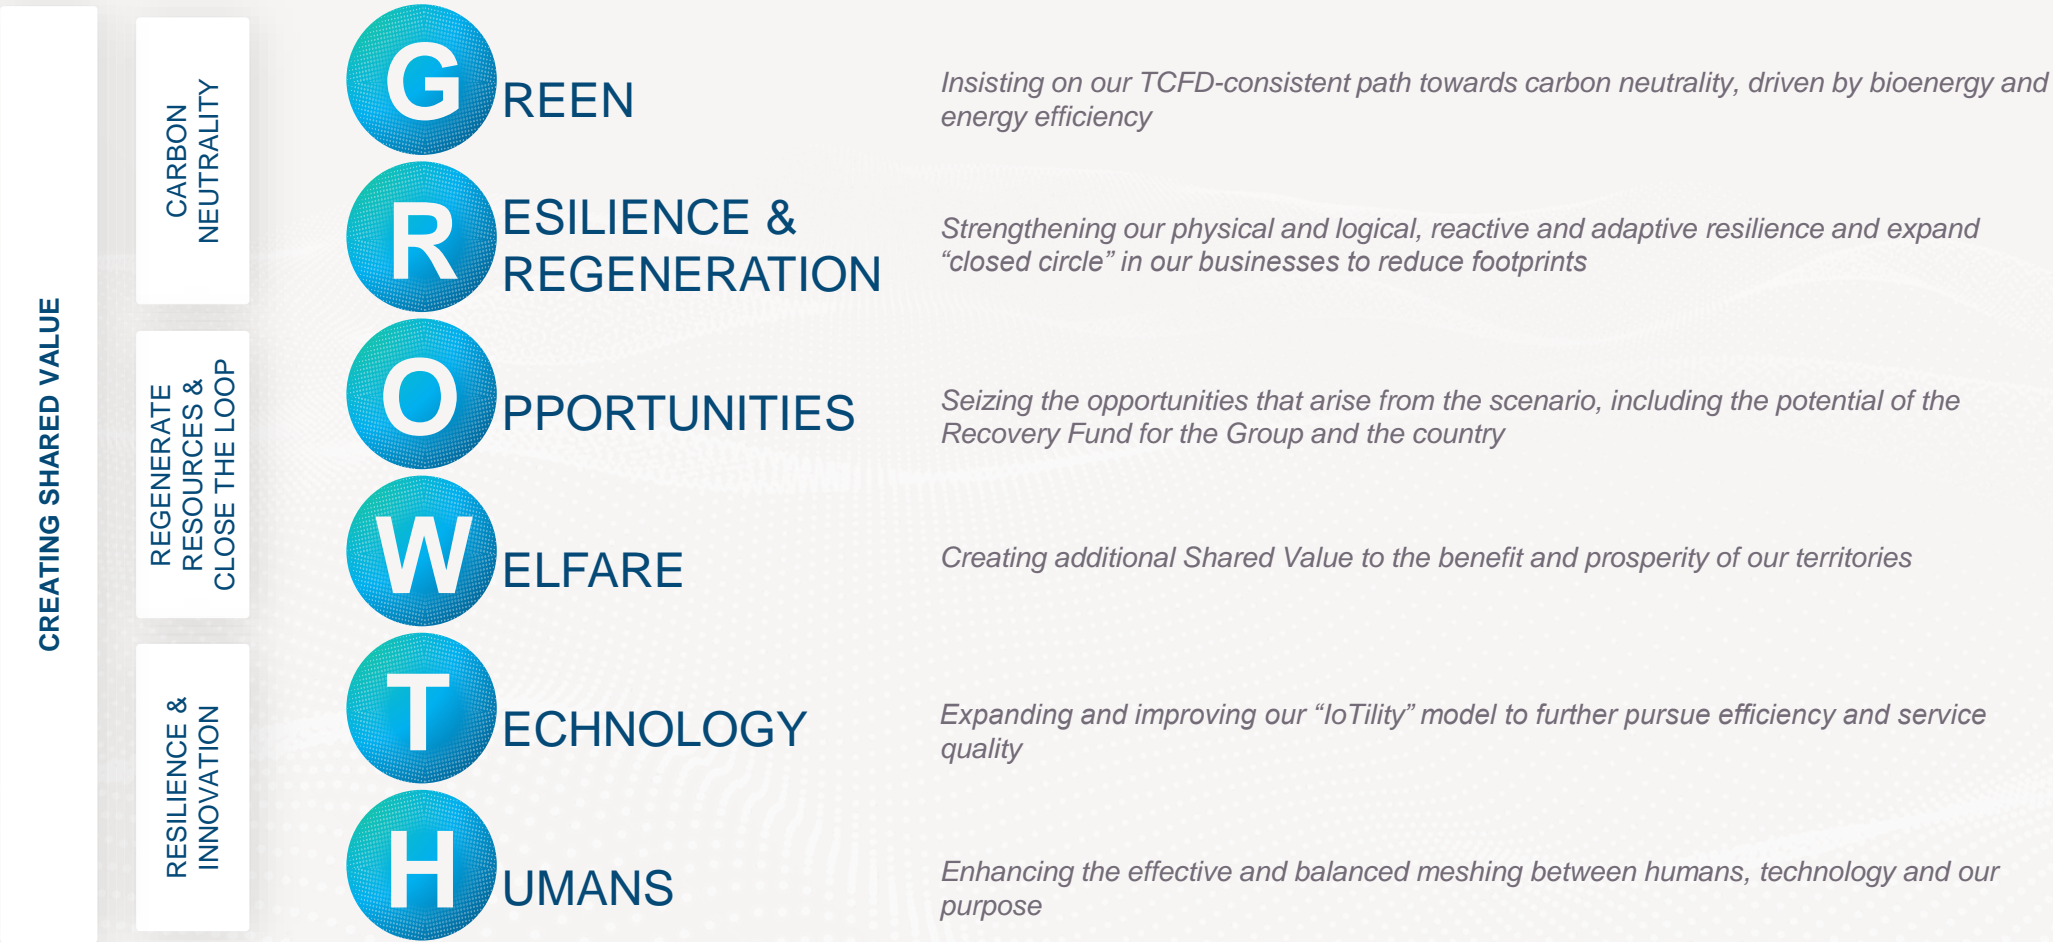 CREATING SHARED VALUE
CARBON
NEUTRALITY
REGENERATE
RESOURCES &
CLOSE THE LOOP
RESILIENCE &
INNOVATION
GREEN
Insisting on our TCFD-consistent path towards carbon neutrality, driven by bioenergy and
energy efficiency
RESILIENCE &
REGENERATION
Strengthening our physical and logical, reactive and adaptive resilience and expand
“closed circle” in our businesses to reduce footprints
OPPORTUNITIES
Seizing the opportunities that arise from the scenario, including the potential of the
Recovery Fund for the Group and the country
WELFARE
Creating additional Shared Value to the benefit and prosperity of our territories
TECHNOLOGY
Expanding and improving our “IoTility” model to further pursue efficiency and service
quality
HUMANS
Enhancing the effective and balanced meshing between humans, technology and our
purpose